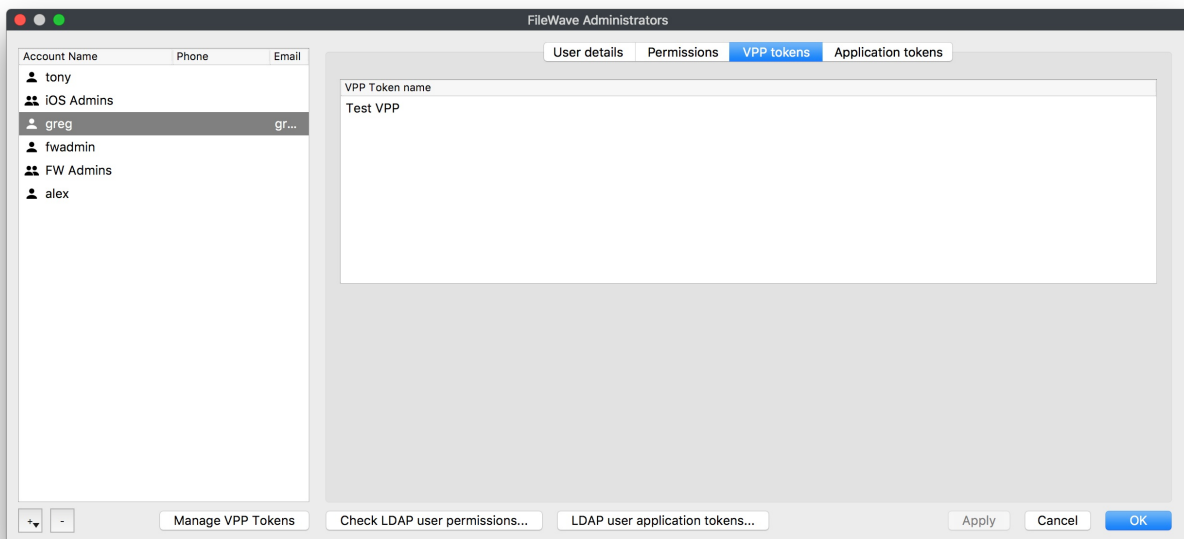 FileWave Administrators
Account Name Phone Email
tony
iOS Admins
greg gr...
fwadmin
FW Admins
alex
User details Permissions VPP tokens Application tokens
VPP Token name
Test VPP
+ - Manage VPP Tokens Check LDAP user permissions... LDAP user application tokens... Apply Cancel OK